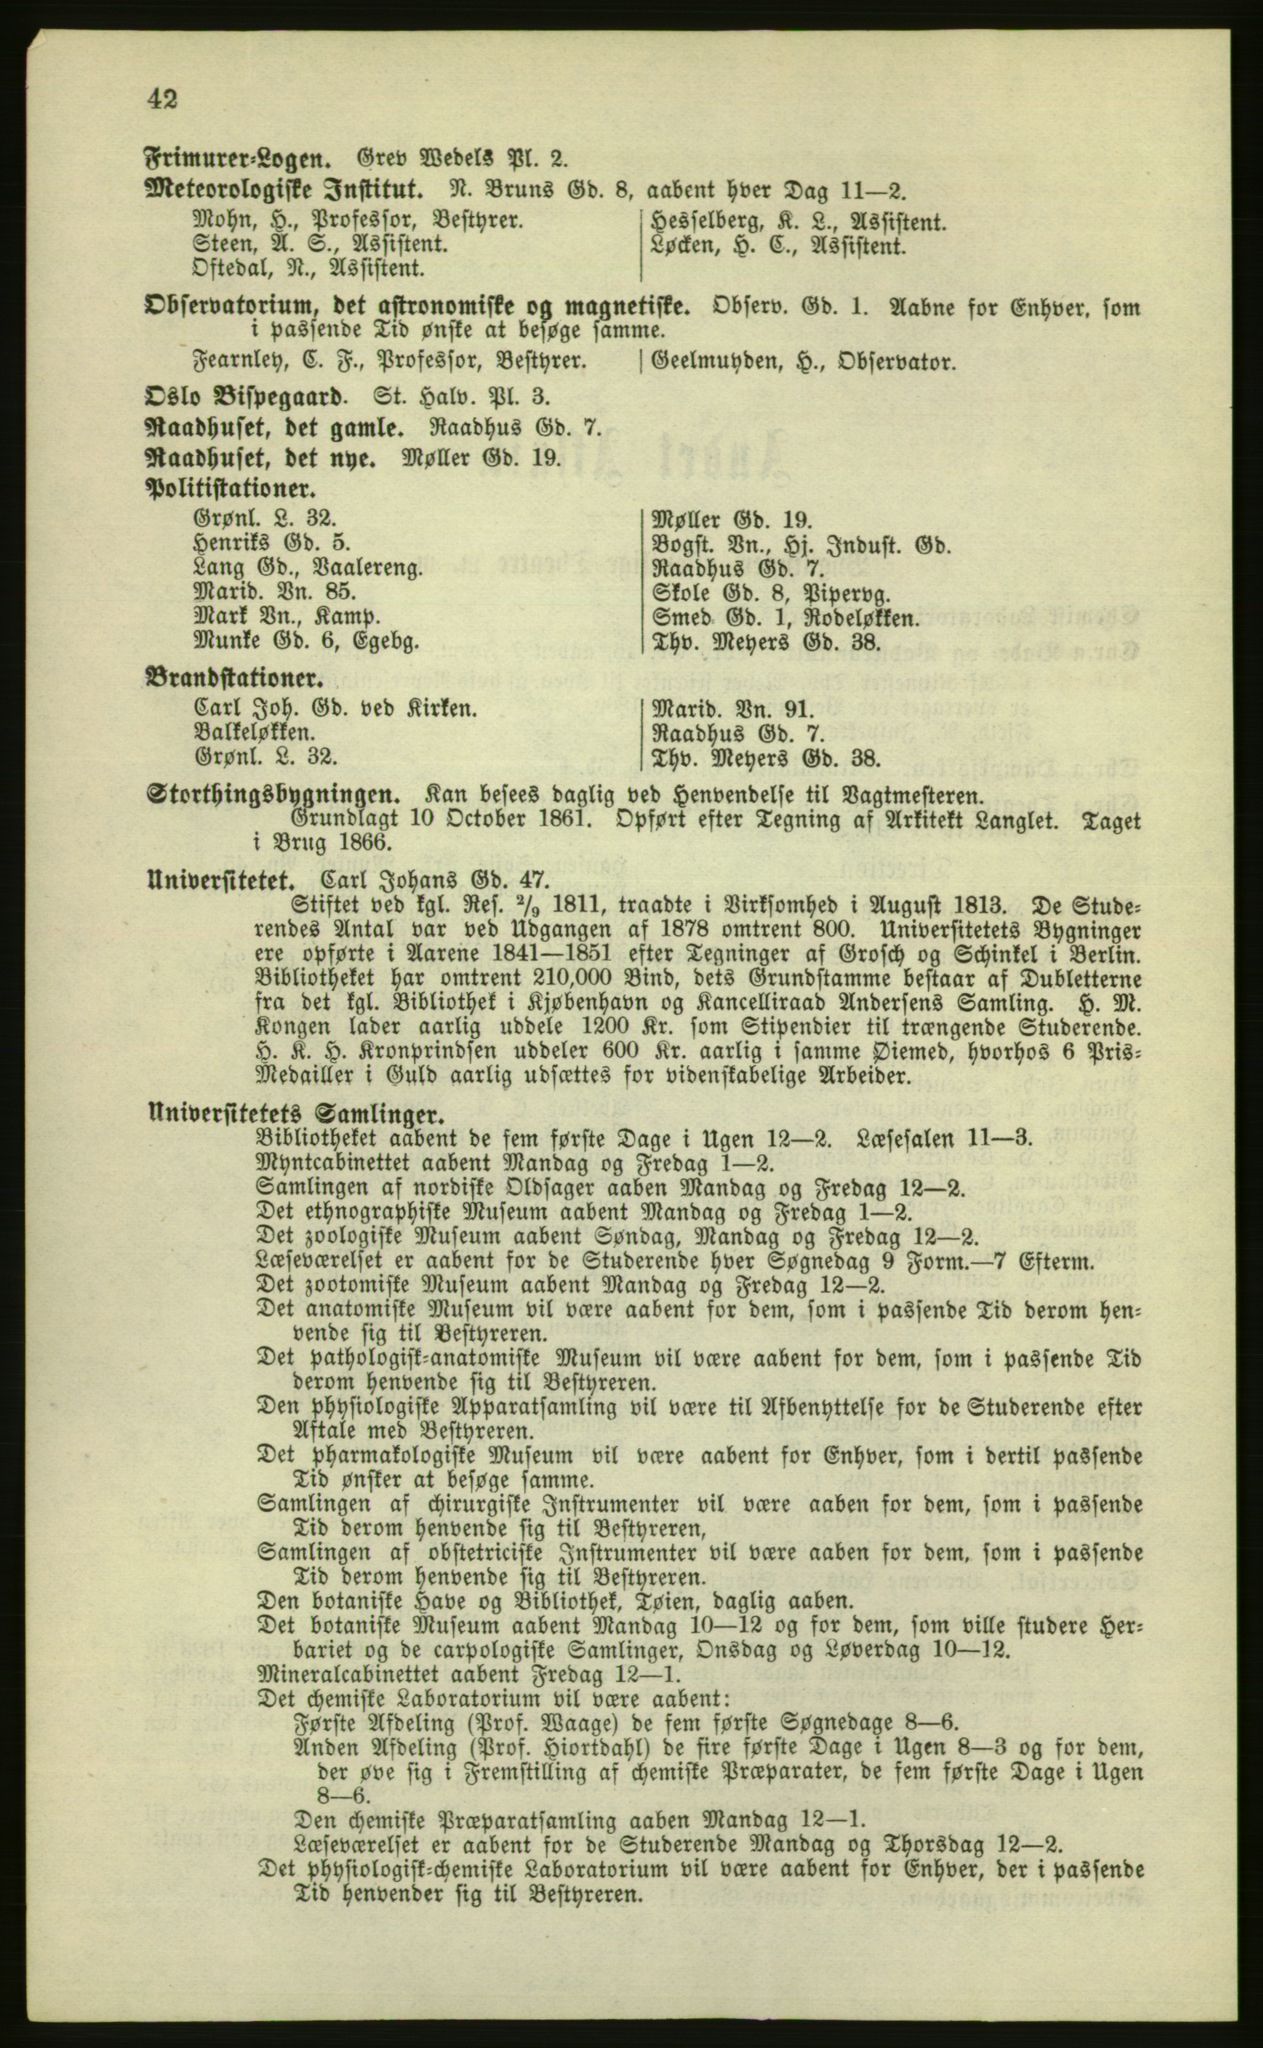 42
Frimurer-Logen. Grev Wedels Pl. 2.
Meteorologiske Institut. N. Bruns Gd. 8, aabent hver Dag 11—2.
Mohn, H., Professor, Bestyrer.
Steen, A. S., Assistent.
Oftedal, N., Assistent.
Hesselberg, K. L., Assistent.
Løcken, H. C., Assistent.
Observatorium, det astronomiske og magnetiske. Observ. Gd. 1. Aabne for Enhver, som
i passende Tid ønske at besøge samme.
Fearnley, C. F., Professor, Bestyrer.
Geelmuyden, H., Observator.
Oslo Bispegaard. St. Halv. Pl. 3.
Raadhuset, det gamle. Raadhus Gd. 7.
Raadhuset, det nye. Møller Gd. 19.
Politistationer.
Grønl. L. 32.
Henriks Gd. 5.
Lang Gd., Vaalereng.
Marid. Vn. 85.
Mark Vn., Kamp.
Munke Gd. 6, Egebg.
Møller Gd. 19.
Bogst. Vn., Hj. Indust. Gd.
Raadhus Gd. 7.
Skole Gd. 8, Pipervg.
Smed Gd. 1, Rodeløkken.
Thv. Meyers Gd. 38.
Brandstationer.
Carl Joh. Gd. ved Kirken.
Balkeløkken.
Grønl. L. 32.
Marid. Vn. 91.
Raadhus Gd. 7.
Thv. Meyers Gd. 38.
Storthingsbygningen. Kan besees daglig ved Henvendelse til Vagtmesteren.
Grundlagt 10 October 1861. Opført efter Tegning af Arkitekt Langlet. Taget
i Brug 1866.
Universitetet. Carl Johans Gd. 47.
Stiftet ved kgl. Res. 2/9 1811, traadte i Virksomhed i August 1813. De Stude-
rendes Antal var ved Udgangen af 1878 omtrent 800. Universitetets Bygninger
ere opførte i Aarene 1841—1851 efter Tegninger af Grosch og Schinkel i Berlin.
Bibliotheket har omtrent 210,000 Bind, dets Grundstamme bestaar af Dubletterne
fra det kgl. Bibliothek i Kjøbenhavn og Kancelliraad Andersens Samling. H. M.
Kongen lader aarlig uddele 1200 Kr. som Stipendier til trængende Studerende.
H. K. H. Kronprindsen uddeler 600 Kr. aarlig i samme Øiemed, hvorhos 6 Pris-
Medailler i Guld aarlig udsættes for videnskabelige Arbeider.
Universitetets Samlinger.
Bibliotheket aabent de fem første Dage i Ugen 12—2. Læsesalen 11—3.
Myntcabinettet aabent Mandag og Fredag 1—2.
Samlingen af nordiske Oldsager aaben Mandag og Fredag 12—2.
Det ethnographiske Museum aabent Mandag og Fredag 1—2.
Det zoologiske Museum aabent Søndag, Mandag og Fredag 12—2.
Læseværelset er aabent for de Studerende hver Søgnedag 9 Form.—7 Efterm.
Det zootomiske Museum aabent Mandag og Fredag 12—2.
Det anatomiske Museum vil være aabent for dem, som i passende Tid derom hen-
vende sig til Bestyreren.
Det pathologisk-anatomiske Museum vil være aabent for dem, som i passende Tid
derom henvende sig til Bestyreren.
Den physiologiske Apparatsamling vil være til Afbenyttelse for de Studerende efter
Aftale med Bestyreren.
Det pharmakologiske Museum vil være aabent for Enhver, som i dertil passende
Tid ønsker at besøge samme.
Samlingen af chirurgiske Instrumenter vil være aaben for dem, som i passende
Tid derom henvende sig til Bestyreren,
Samlingen af obstetriciske Instrumenter vil være aaben for dem, som i passende
Tid derom henvende sig til Bestyreren.
Den botaniske Have og Bibliothek, Tøien, daglig aaben.
Det botaniske Museum aabent Mandag 10—12 og for dem, som ville studere Her-
bariet og de carpologiske Samlinger, Onsdag og Løverdag 10—12.
Mineralcabinettet aabent Fredag 12—1.
Det chemiske Laboratorium vil være aabent:
Første Afdeling (Prof. Waage) de fem første Søgnedage 8—6.
Anden Afdeling (Prof. Hiortdahl) de fire første Dage i Ugen 8—3 og for dem,
der øve sig i Fremstilling af chemiske Præparater, de fem første Dage i Ugen
8—6.
Den chemiske Præparatsamling aaben Mandag 12—1.
Læseværelset er aabent for de Studerende Mandag og Thorsdag 12—2.
Det physiologisk-chemiske Laboratorium vil være aabent for Enhver, der i passende
Tid henvender sig til Bestyreren.